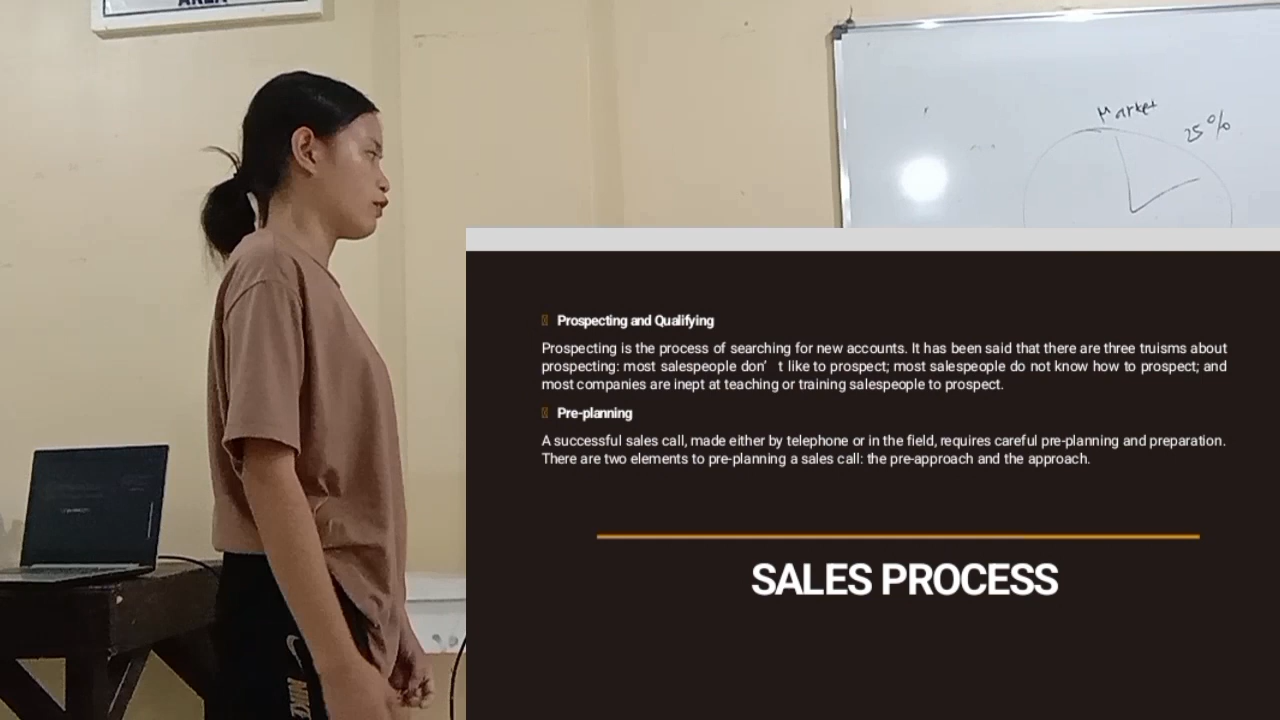 AREA
Market
25%
Prospecting and Qualifying
Prospecting is the process of searching for new accounts. It has been said that there are three truisms about
prospecting: most salespeople don’ t like to prospect; most salespeople do not know how to prospect; and
most companies are inept at teaching or training salespeople to prospect.
Pre-planning
A successful sales call, made either by telephone or in the field, requires careful pre-planning and preparation.
There are two elements to pre-planning a sales call: the pre-approach and the approach.
SALES PROCESS
NIKE